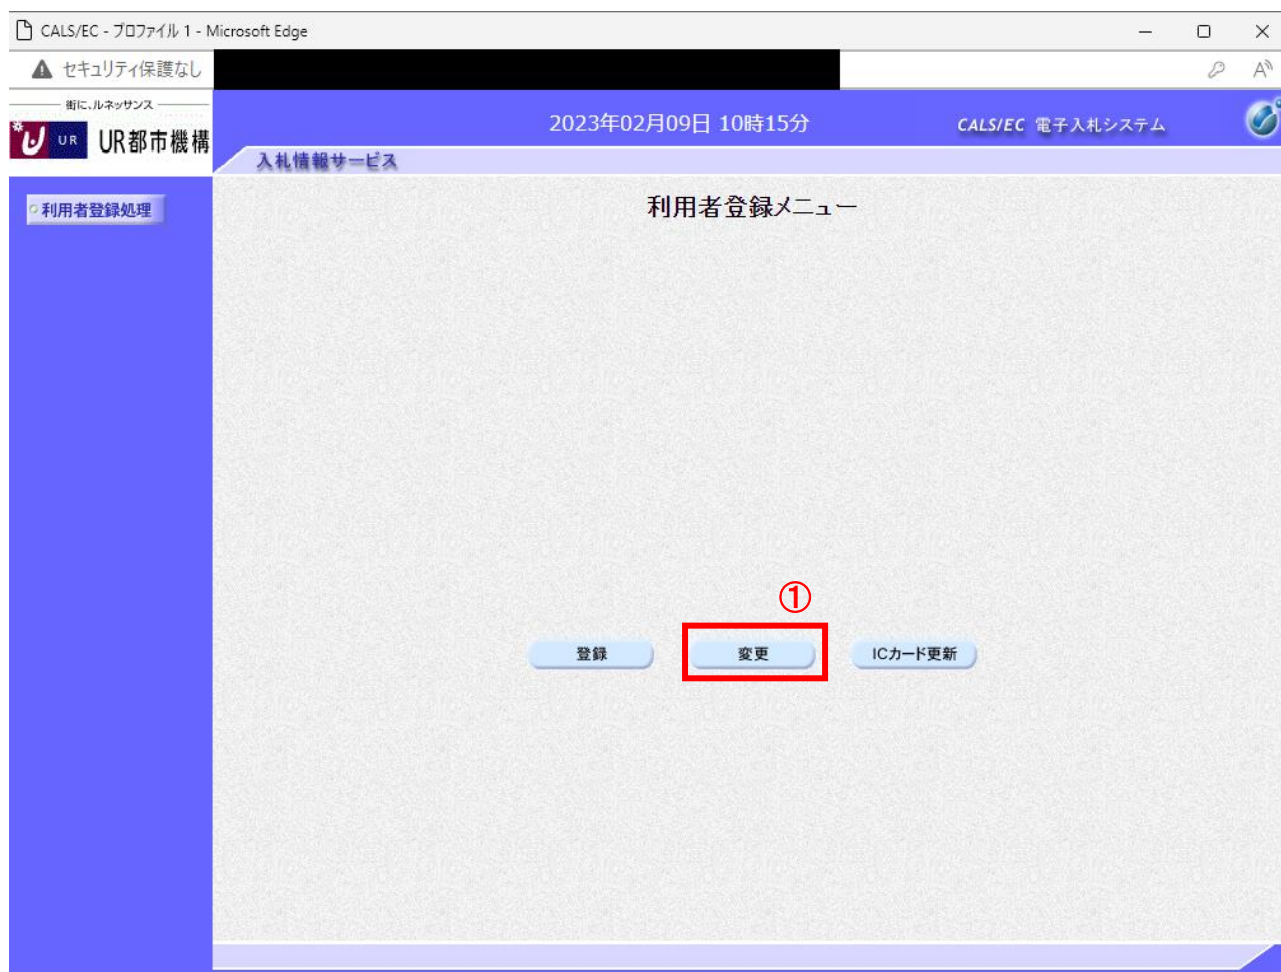 CALS/EC - プロファイル 1 - Microsoft Edge
セキュリティ保護なし
街に、ルネッサンス
UR UR都市機構
2023年02月09日 10時15分
CALS/EC 電子入札システム
入札情報サービス
利用者登録処理
利用者登録メニュー
①
登録 変更 ICカード更新